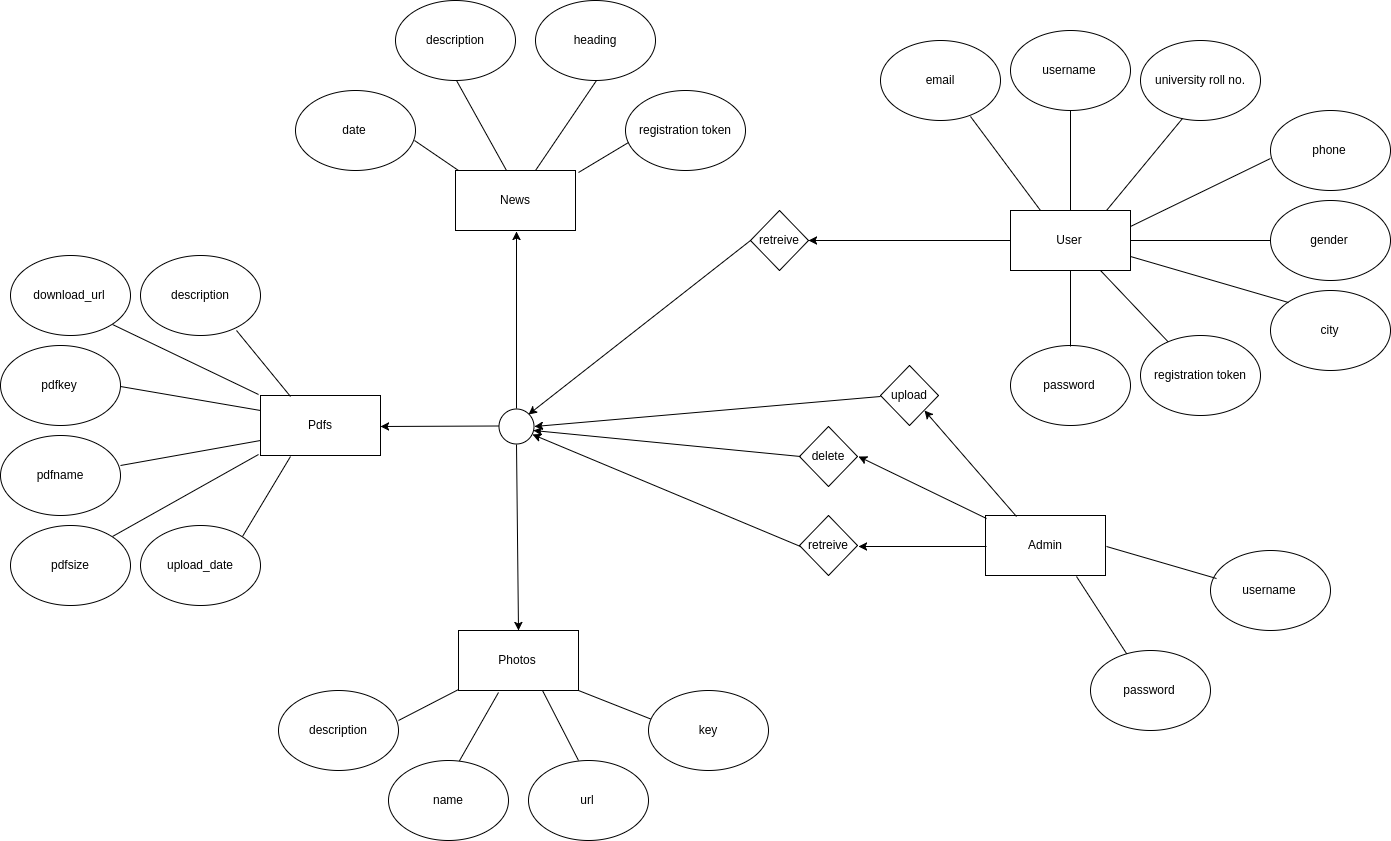 description
heading
date
registration token
News
email
username
university roll no.
phone
gender
city
User
password
registration token
retreive
download_url
description
pdfkey
pdfname
pdfsize
upload_date
Pdfs
upload
delete
retreive
Admin
username
password
Photos
description
name
url
key